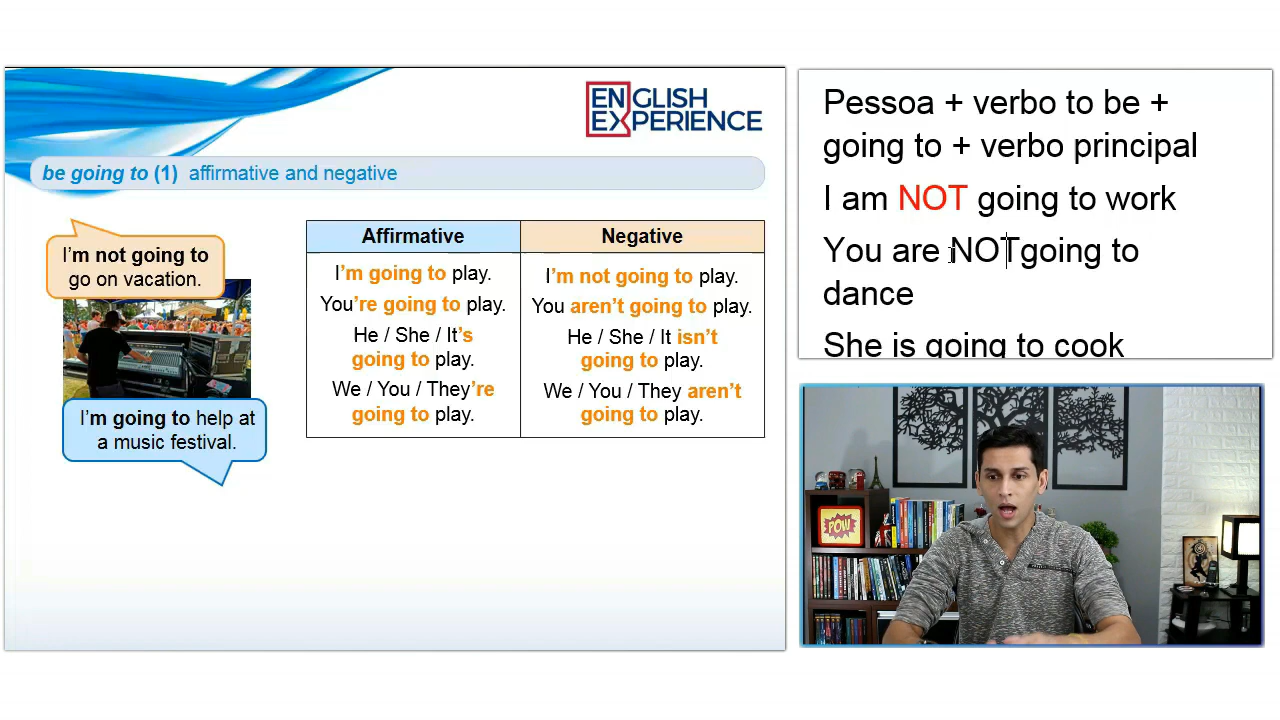 ENGLISH
EXPERIENCE
be going to (1) affirmative and negative
I'm not going to
go on vacation.
I'm going to help at
a music festival.
Affirmative
I'm going to play.
You're going to play.
He / She / It's
going to play.
We / You / They're
going to play.
Negative
I'm not going to play.
You aren't going to play.
He / She / It isn't
going to play.
We / You / They aren't
going to play.
Pessoa + verbo to be +
going to + verbo principal
I am NOT going to work
You are NOTgoing to
dance
She is going to cook
POW